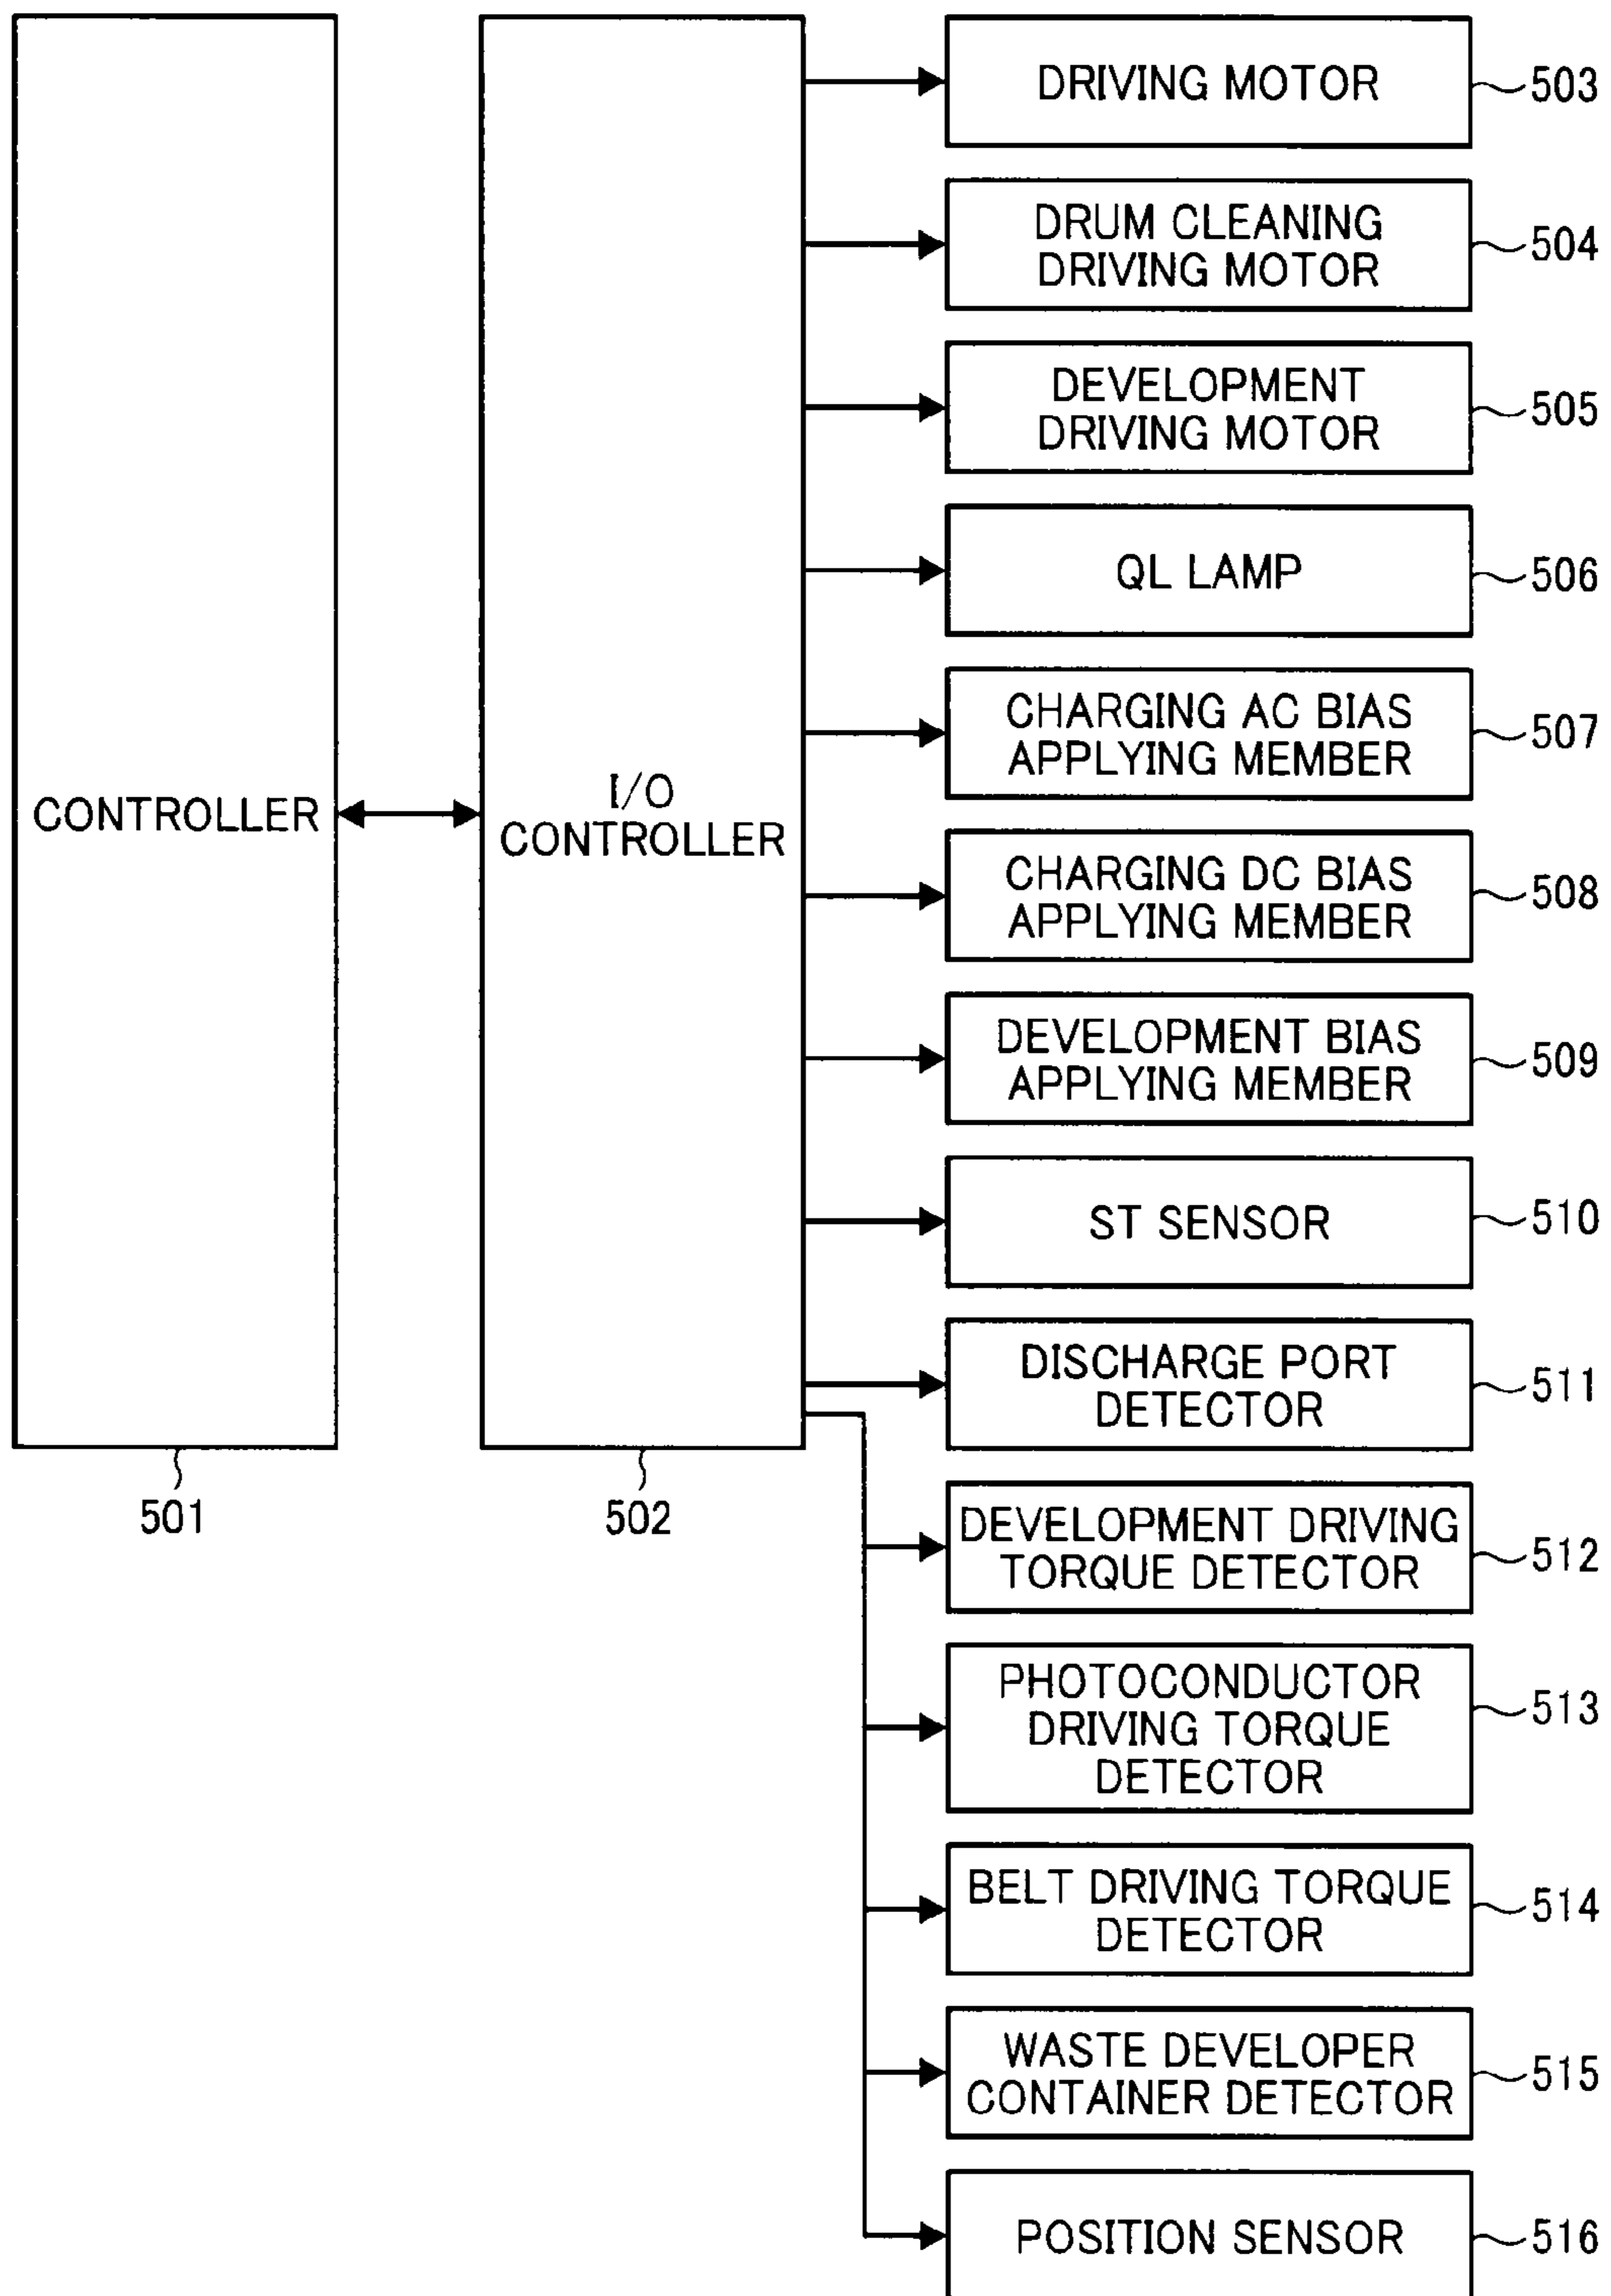 CONTROLLER
501
I/O
CONTROLLER
502
DRIVING MOTOR
503
DRUM CLEANING
DRIVING MOTOR
504
DEVELOPMENT
DRIVING MOTOR
505
QL LAMP
506
CHARGING AC BIAS
APPLYING MEMBER
507
CHARGING DC BIAS
APPLYING MEMBER
508
DEVELOPMENT BIAS
APPLYING MEMBER
509
ST SENSOR
510
DISCHARGE PORT
DETECTOR
511
DEVELOPMENT DRIVING
TORQUE DETECTOR
512
PHOTOCONDUCTOR
DRIVING TORQUE
DETECTOR
513
BELT DRIVING TORQUE
DETECTOR
514
WASTE DEVELOPER
CONTAINER DETECTOR
515
POSITION SENSOR
516